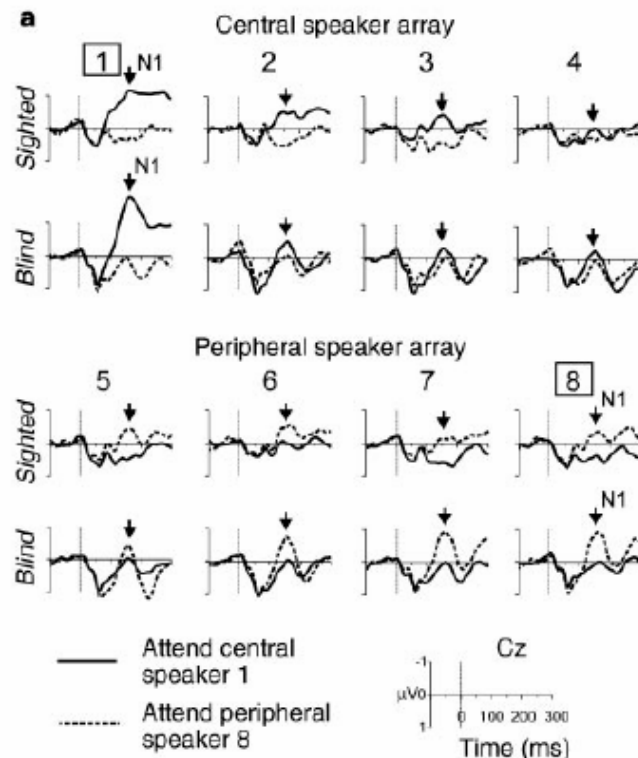 a
Central speaker array
1 N1 2 3 4
Sighted
N1
Blind
Peripheral speaker array
5 6 7 8 N1
Sighted
N1
Blind
Attend central
speaker 1
Attend peripheral
speaker 8
Cz
-1
µVo
1
0 100 200 300
Time (ms)